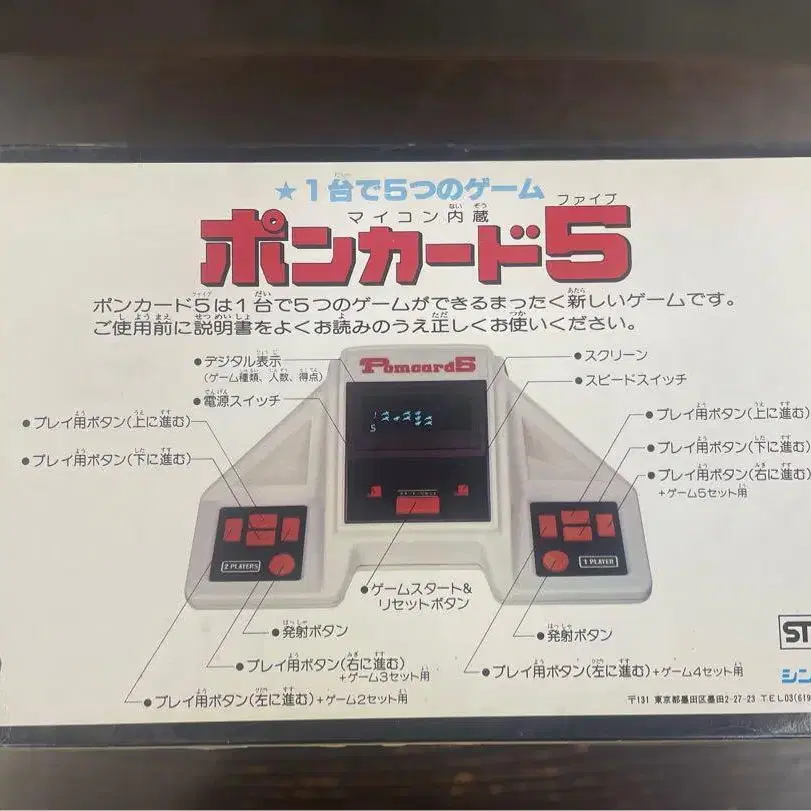 ★1台で5つのゲーム
マイコン内蔵
ファイブ
ポンカード5
ポンカード5は1台で5つのゲームができるまったく新しいゲームです。
ご使用前に説明書をよくお読みのうえ正しくお使いください。
●デジタル表示
(ゲーム種類、人数、得点)
●電源スイッチ
●プレイ用ボタン(上に進む)
●プレイ用ボタン(下に進む)
Pomcard5
●スクリーン
●スピードスイッチ
●プレイ用ボタン(上に進む)
●プレイ用ボタン(下に進む)
●プレイ用ボタン(右に進む)
+ゲーム5セット用
2 PLAYERS
1 PLAYER
●ゲームスタート&
リセットボタン
●発射ボタン
●発射ボタン
●プレイ用ボタン(右に進む)
+ゲーム3セット用
●プレイ用ボタン(左に進む)+ゲーム4セット用
●プレイ用ボタン(左に進む)+ゲーム2セット用
ST
シン
〒131 東京都墨田区墨田2-27-23 TEL03(619